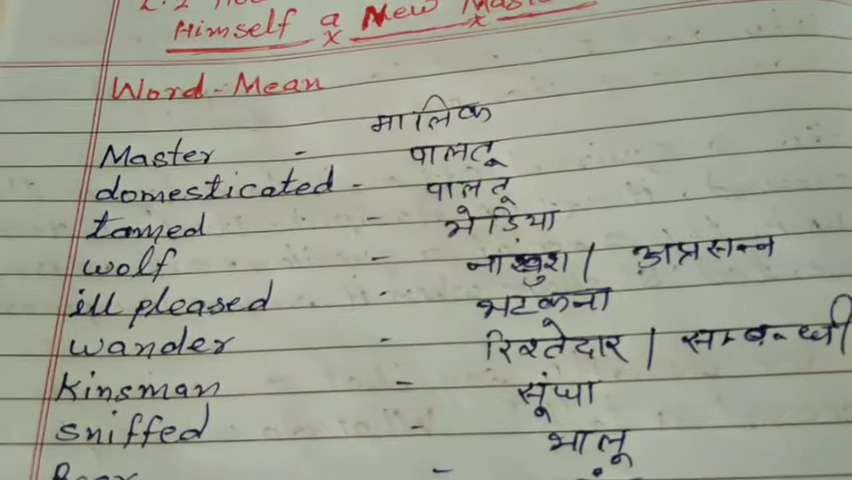 Himself a New
Word-Mean
Master - मालिक
domesticated - पालतू
tamed - पालतू
wolf - भेडिया
ill pleased - नाखुश / अप्रसन्न
wander - भटकना
Kinsman - रिश्तेदार / सम्बन्धी
sniffed - सूंघा
- भालू